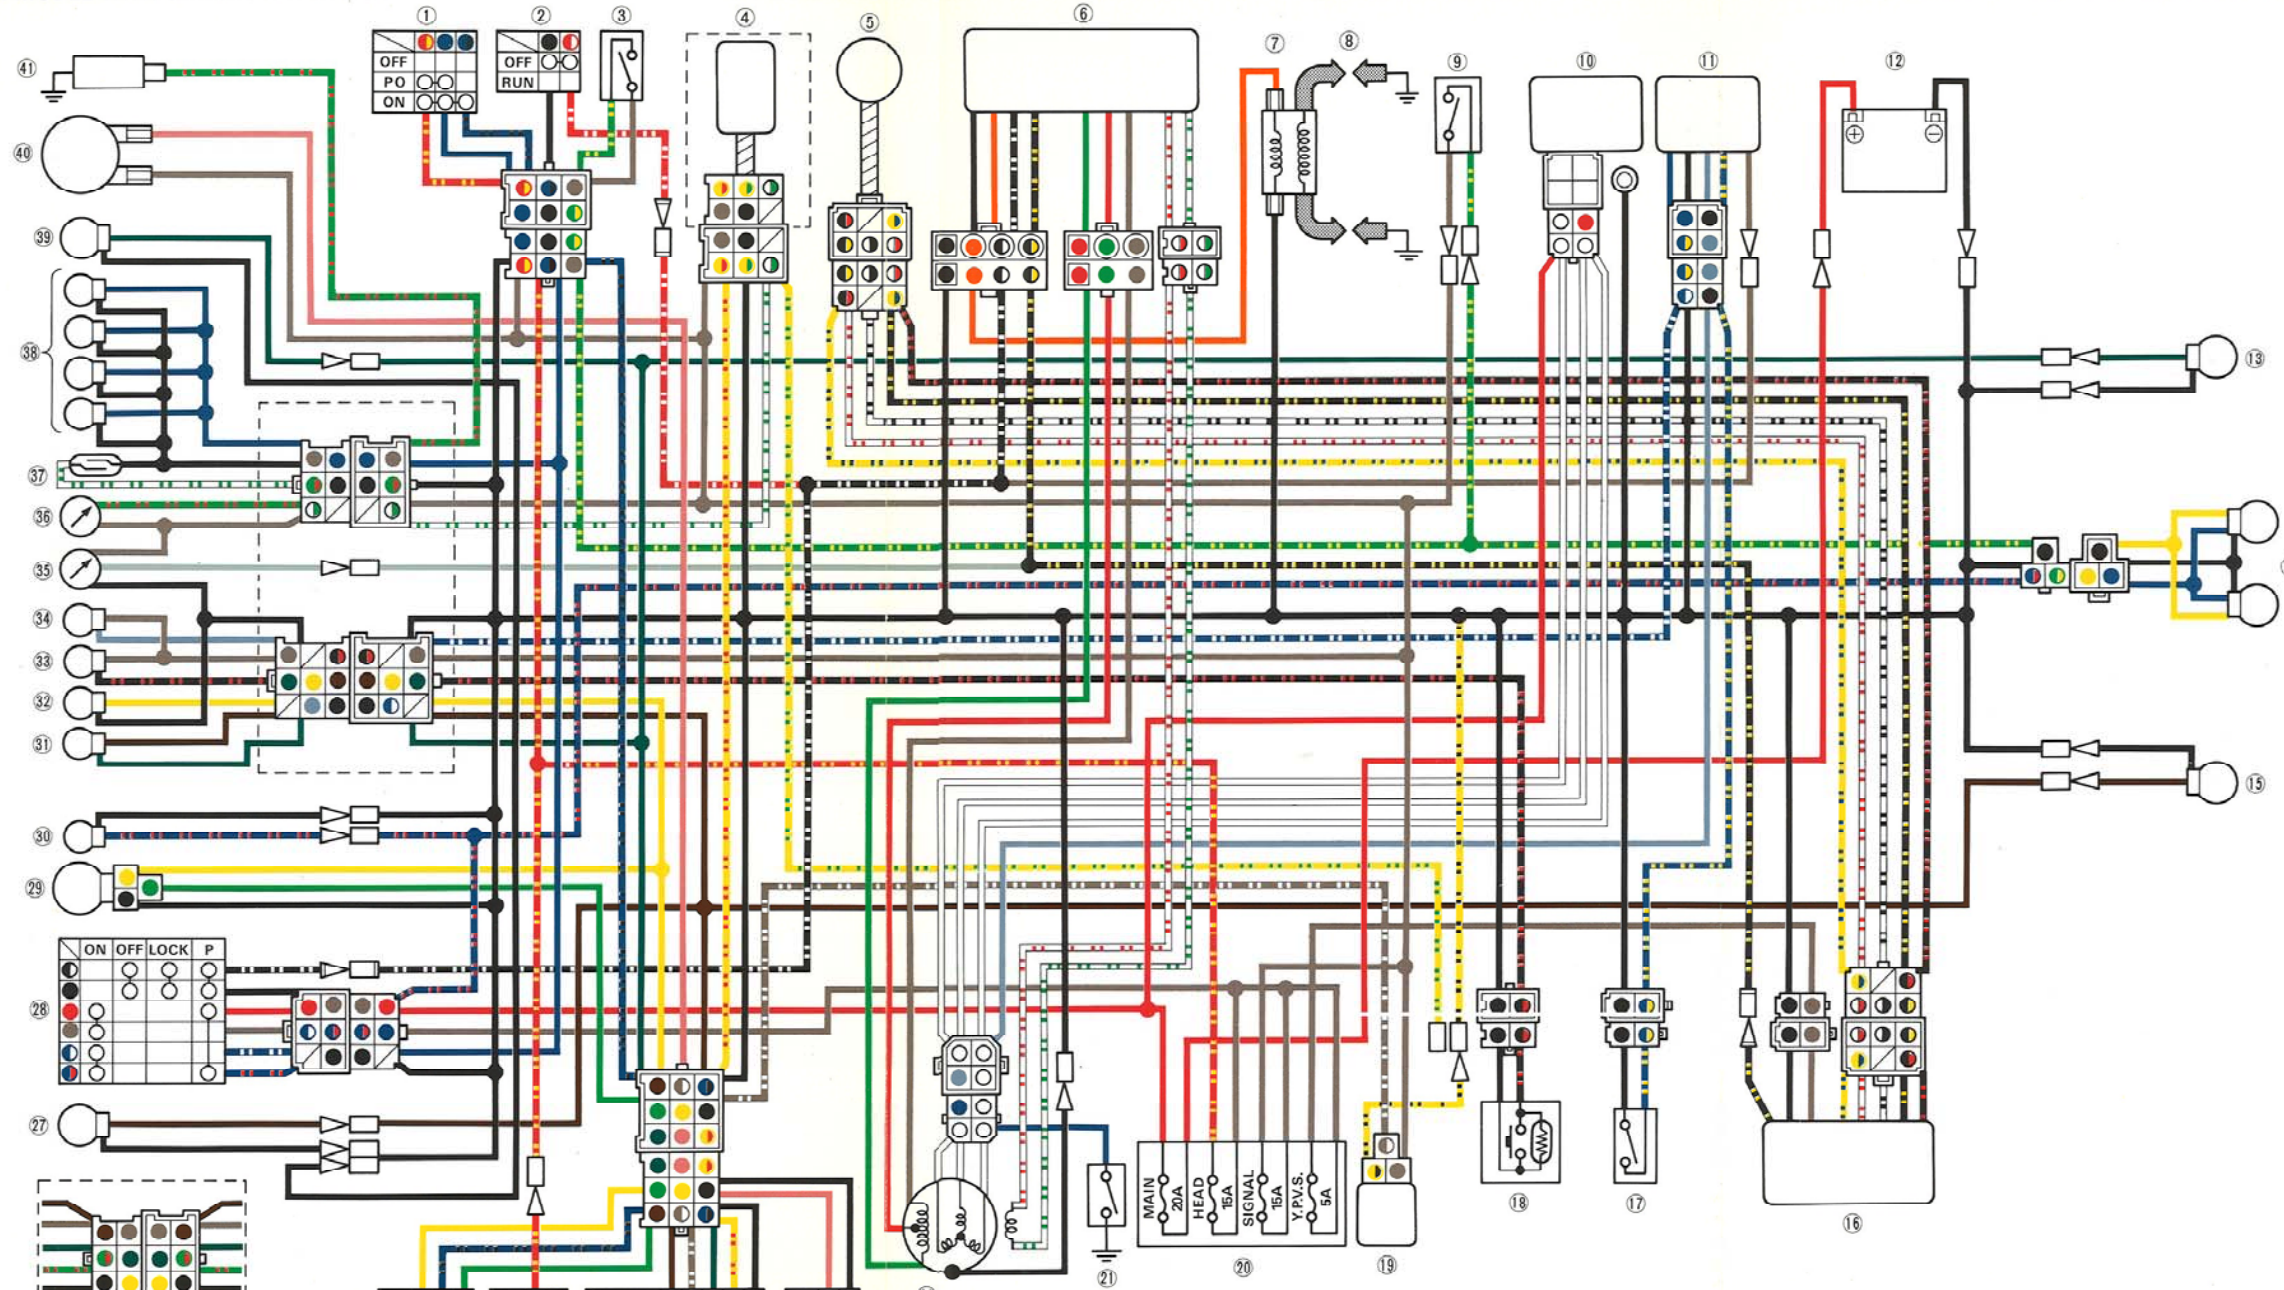 ① ② ③ ④ ⑤ ⑥ ⑦ ⑧ ⑨ ⑩ ⑪ ⑫
OFF
PO
ON
OFF
RUN
㊶
㊵
㊴
㊳
㊲
㊱
㉟
㉞
㉝
㉜
㉛
㉚
㉙
ON OFF LOCK P
㉘
㉗
+ −
⑬
⑮
MAIN 20A
HEAD 15A
SIGNAL 15A
Y.P.V.S. 5A
㉑ ⑳ ⑲ ⑱ ⑰ ⑯